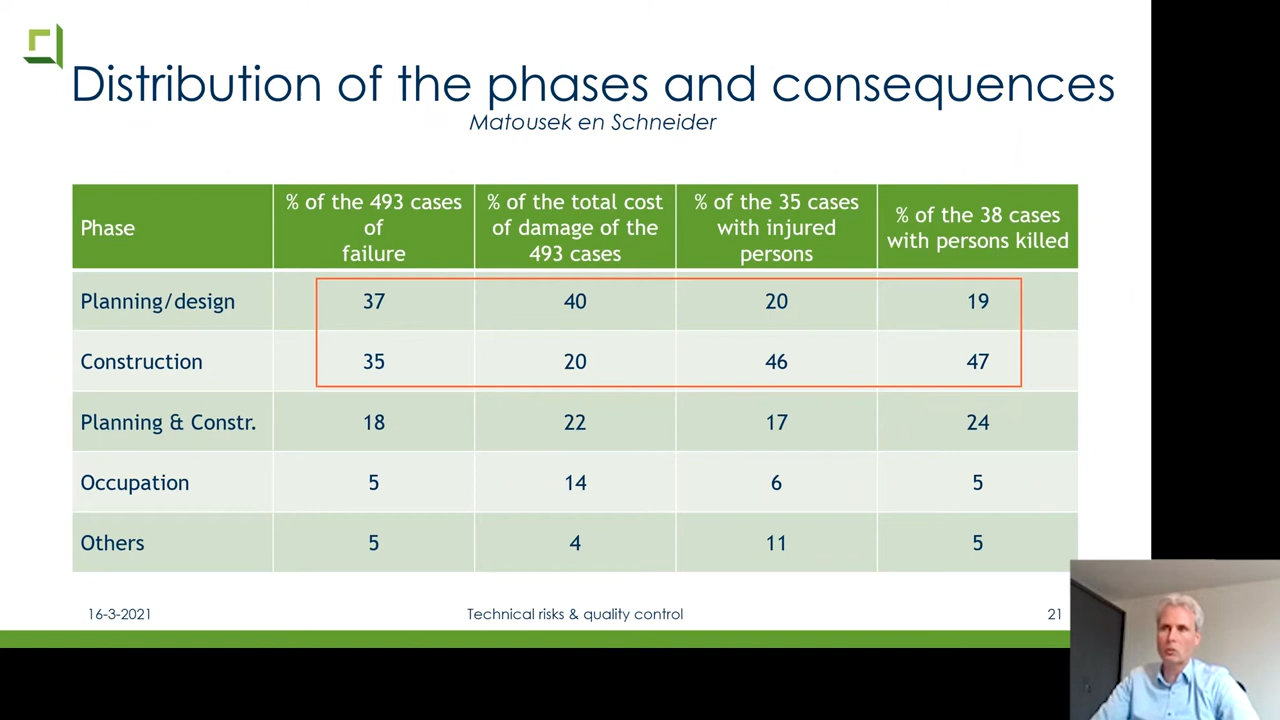 Distribution of the phases and consequences
Matousek en Schneider
Phase
% of the 493 cases
of
failure
% of the total cost
of damage of the
493 cases
% of the 35 cases
with injured
persons
% of the 38 cases
with persons killed
Planning/design 37 40 20 19
Construction 35 20 46 47
Planning & Constr. 18 22 17 24
Occupation 5 14 6 5
Others 5 4 11 5
16-3-2021 Technical risks & quality control 21